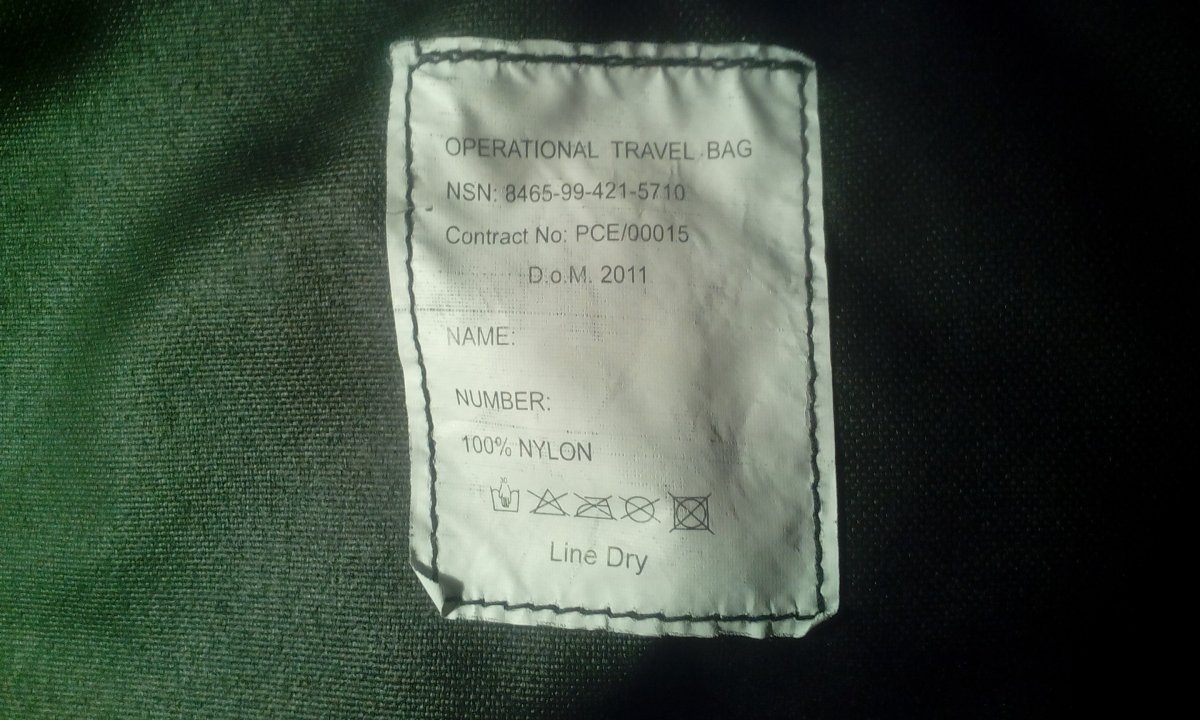 OPERATIONAL TRAVEL BAG
NSN: 8465-99-421-5710
Contract No: PCE/00015
D.o.M. 2011
NAME:
NUMBER:
100% NYLON
Line Dry